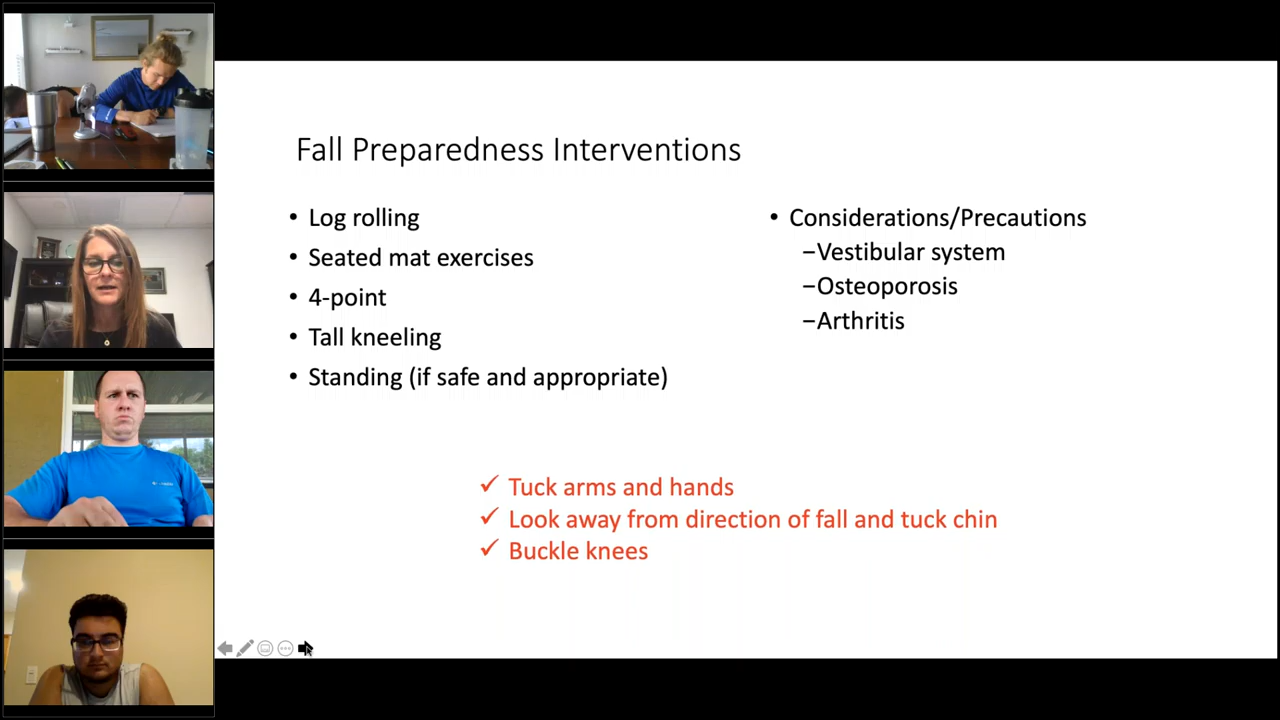 Fall Preparedness Interventions
• Log rolling
• Seated mat exercises
• 4-point
• Tall kneeling
• Standing (if safe and appropriate)
• Considerations/Precautions
–Vestibular system
–Osteoporosis
–Arthritis
✓ Tuck arms and hands
✓ Look away from direction of fall and tuck chin
✓ Buckle knees